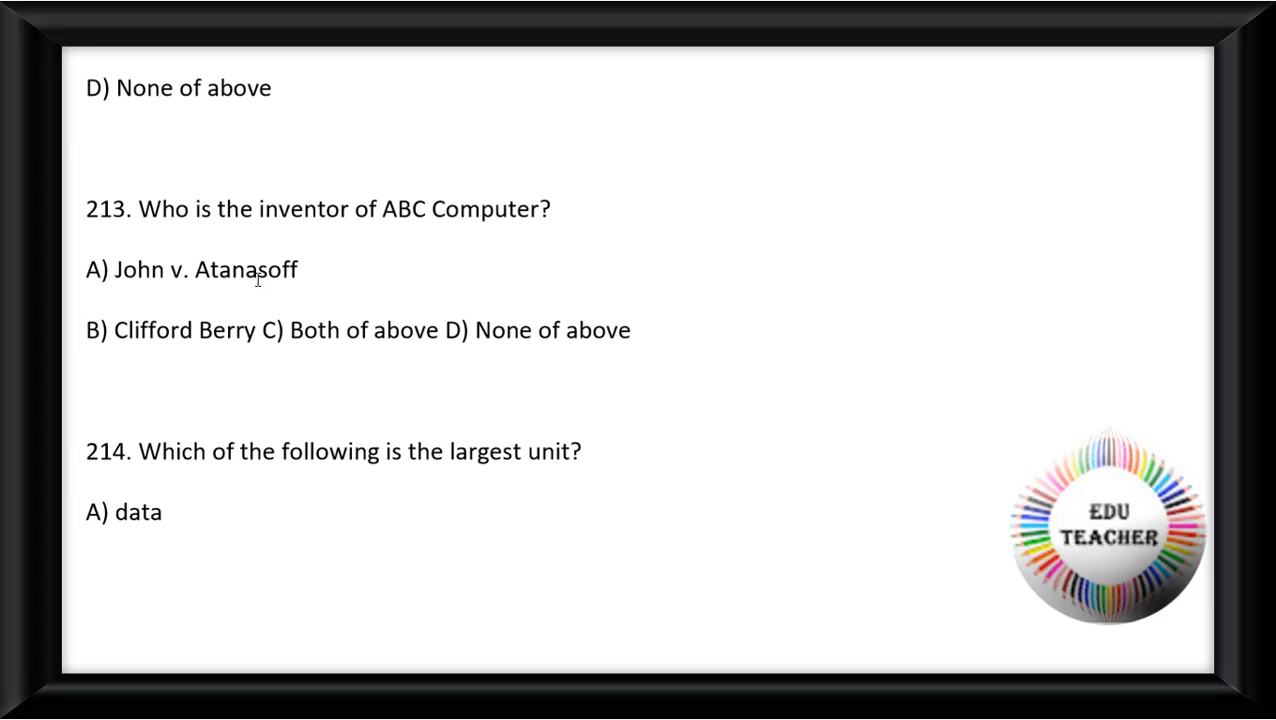 D) None of above
213. Who is the inventor of ABC Computer?
A) John v. Atanasoff
B) Clifford Berry C) Both of above D) None of above
214. Which of the following is the largest unit?
A) data
EDU
TEACHER